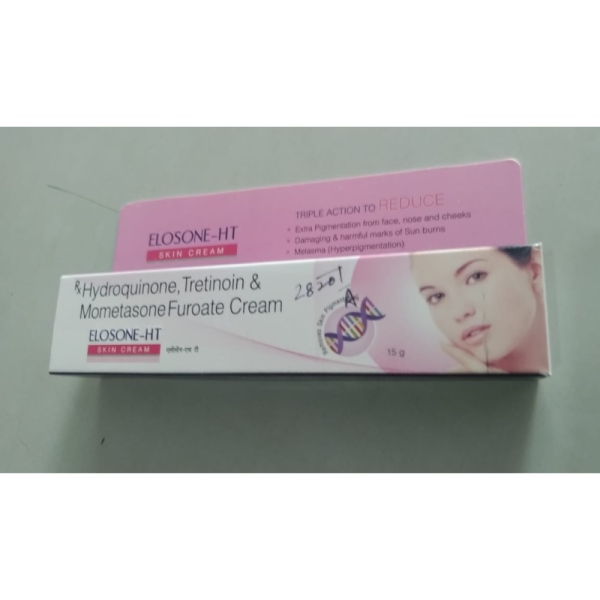 ELOSONE-HT
SKIN CREAM
TRIPLE ACTION TO REDUCE
• Extra Pigmentation from face, nose and cheeks
• Damaging & harmful marks of Sun burns
• Melasma (Hyperpigmentation)
℞ Hydroquinone, Tretinoin &
Mometasone Furoate Cream
ELOSONE-HT
SKIN CREAM
28201
A
Skin
15 g